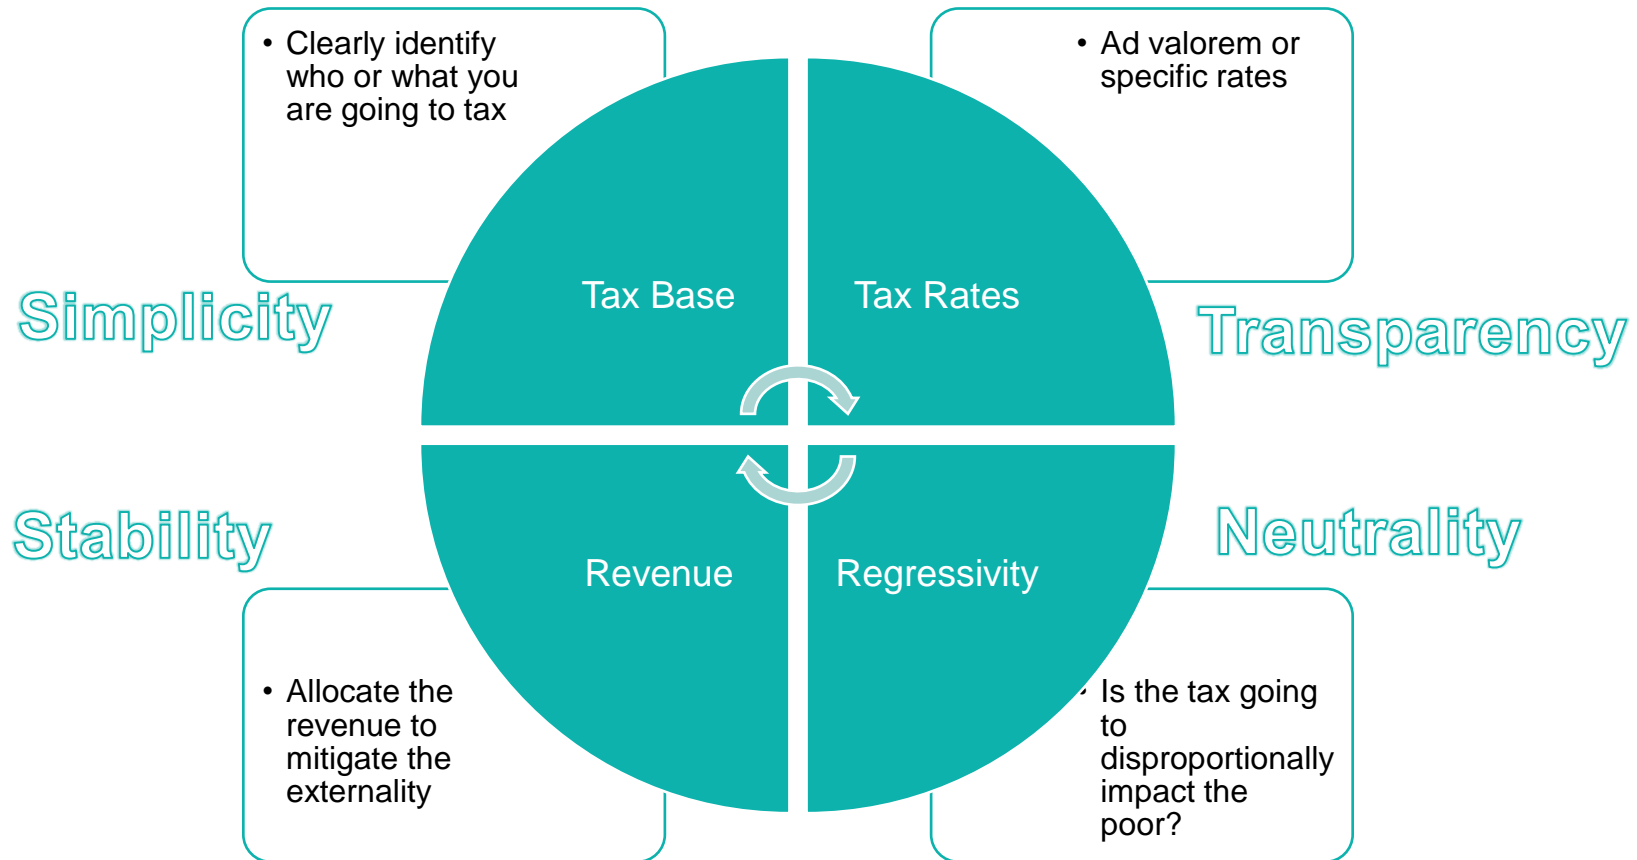 • Clearly identify
who or what you
are going to tax
• Ad valorem or
specific rates
Tax Base
Tax Rates
Simplicity
Transparency
Stability
Neutrality
Revenue
Regressivity
• Allocate the
revenue to
mitigate the
externality
• Is the tax going
to
disproportionally
impact the
poor?